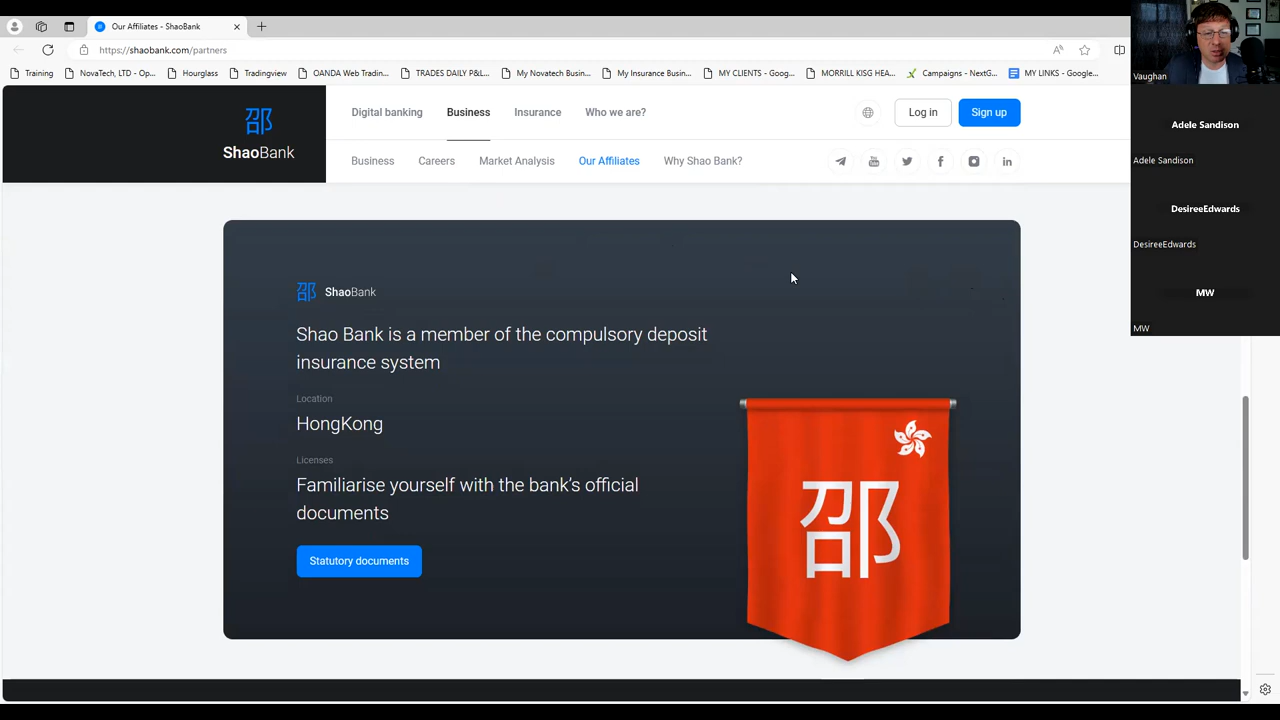 Our Affiliates - ShaoBank
https://shaobank.com/partners
Training
NovaTech, LTD - Op...
Hourglass
Tradingview
OANDA Web Tradin...
TRADES DAILY P&L...
My Novatech Busin...
My Insurance Busin...
MY CLIENTS - Goog...
MORRILL KISG HEA...
Campaigns - NextG...
MY LINKS - Google...
Vaughan
邵
ShaoBank
Digital banking
Business
Insurance
Who we are?
Log in
Sign up
Business
Careers
Market Analysis
Our Affiliates
Why Shao Bank?
Adele Sandison
Adele Sandison
DesireeEdwards
DesireeEdwards
MW
MW
邵 ShaoBank
Shao Bank is a member of the compulsory deposit
insurance system
Location
HongKong
Licenses
Familiarise yourself with the bank's official
documents
Statutory documents
邵